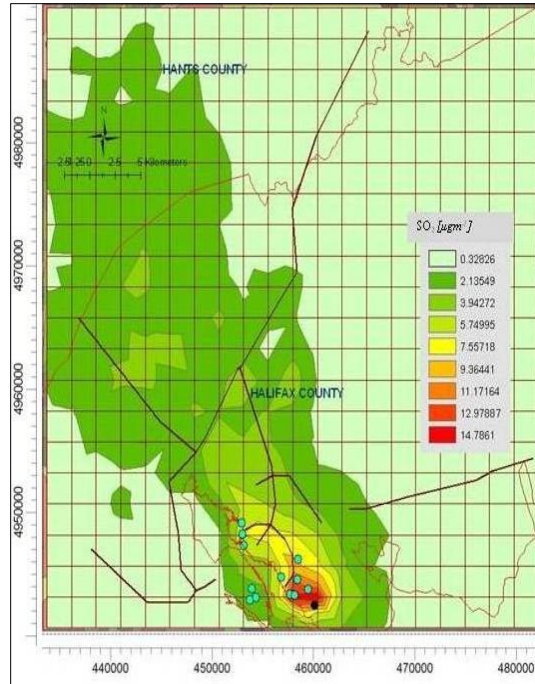 HANTS COUNTY
N
2.5 1.25 0 2.5 5 Kilometers
4980000
4970000
SO₂ [µgm⁻³]
0.32826
2.13549
3.94272
5.74995
7.55718
9.36441
11.17164
12.97887
14.7861
4960000
HALIFAX COUNTY
4950000
440000 450000 460000 470000 480000